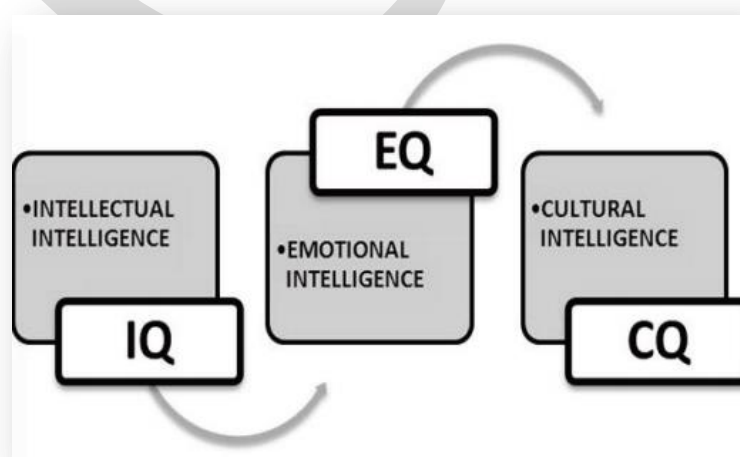 •INTELLECTUAL
INTELLIGENCE
IQ
EQ
•EMOTIONAL
INTELLIGENCE
•CULTURAL
INTELLIGENCE
CQ